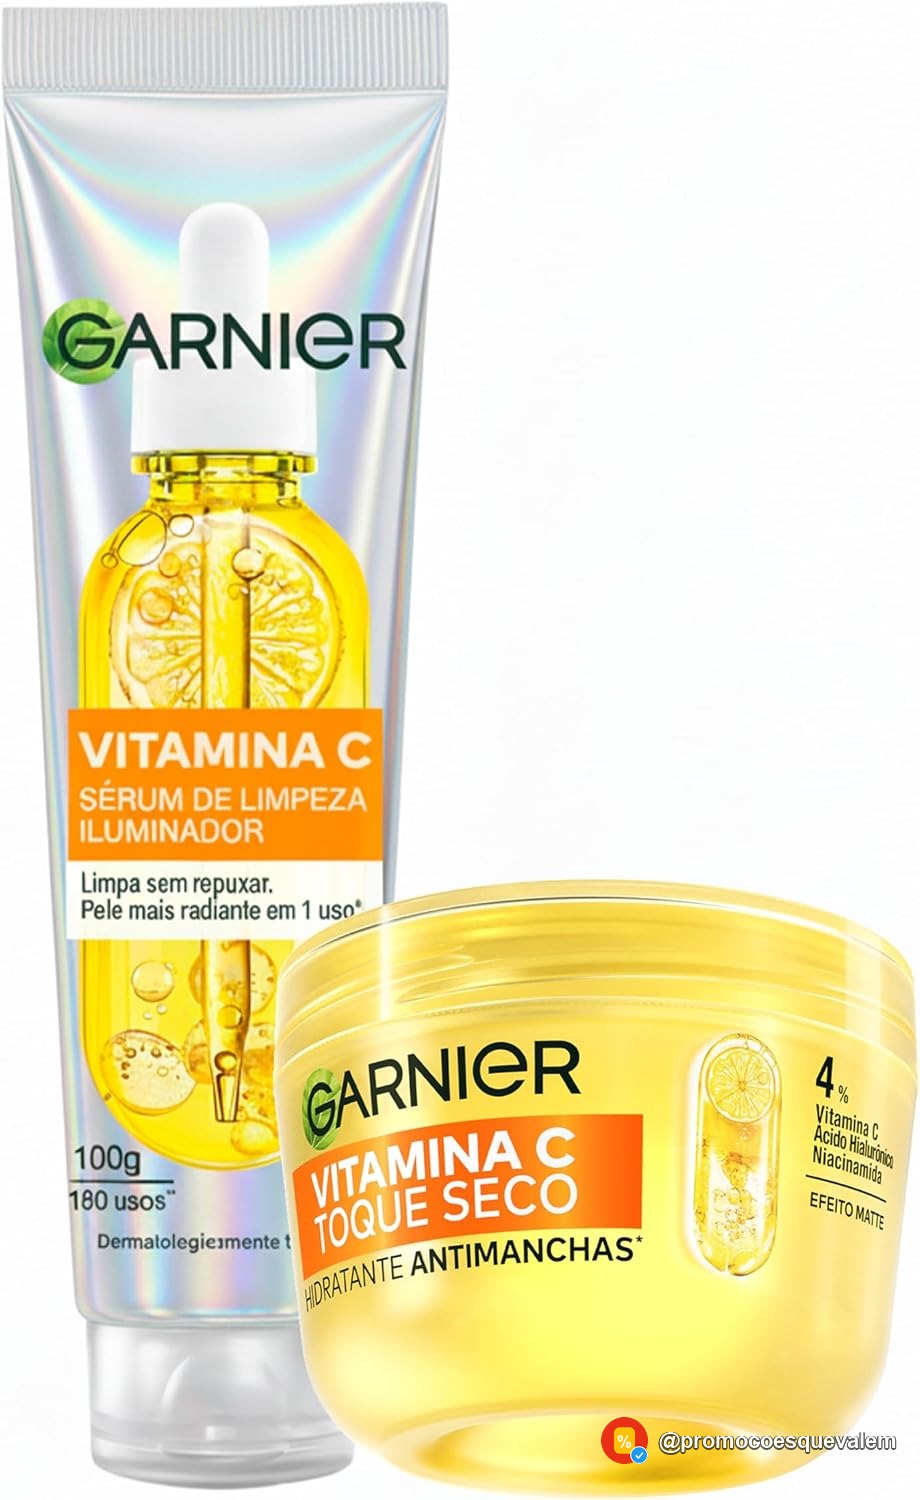 GARNIER
VITAMINA C
SÉRUM DE LIMPEZA
ILUMINADOR
Limpa sem repuxar.
Pele mais radiante em 1 uso*
100g
180 usos**
Dermatologicamente t
GARNIER
VITAMINA C
TOQUE SECO
HIDRATANTE ANTIMANCHAS*
4%
Vitamina C
Ácido Hialurônico
Niacinamida
EFEITO MATTE
%
@promocoesquevalem